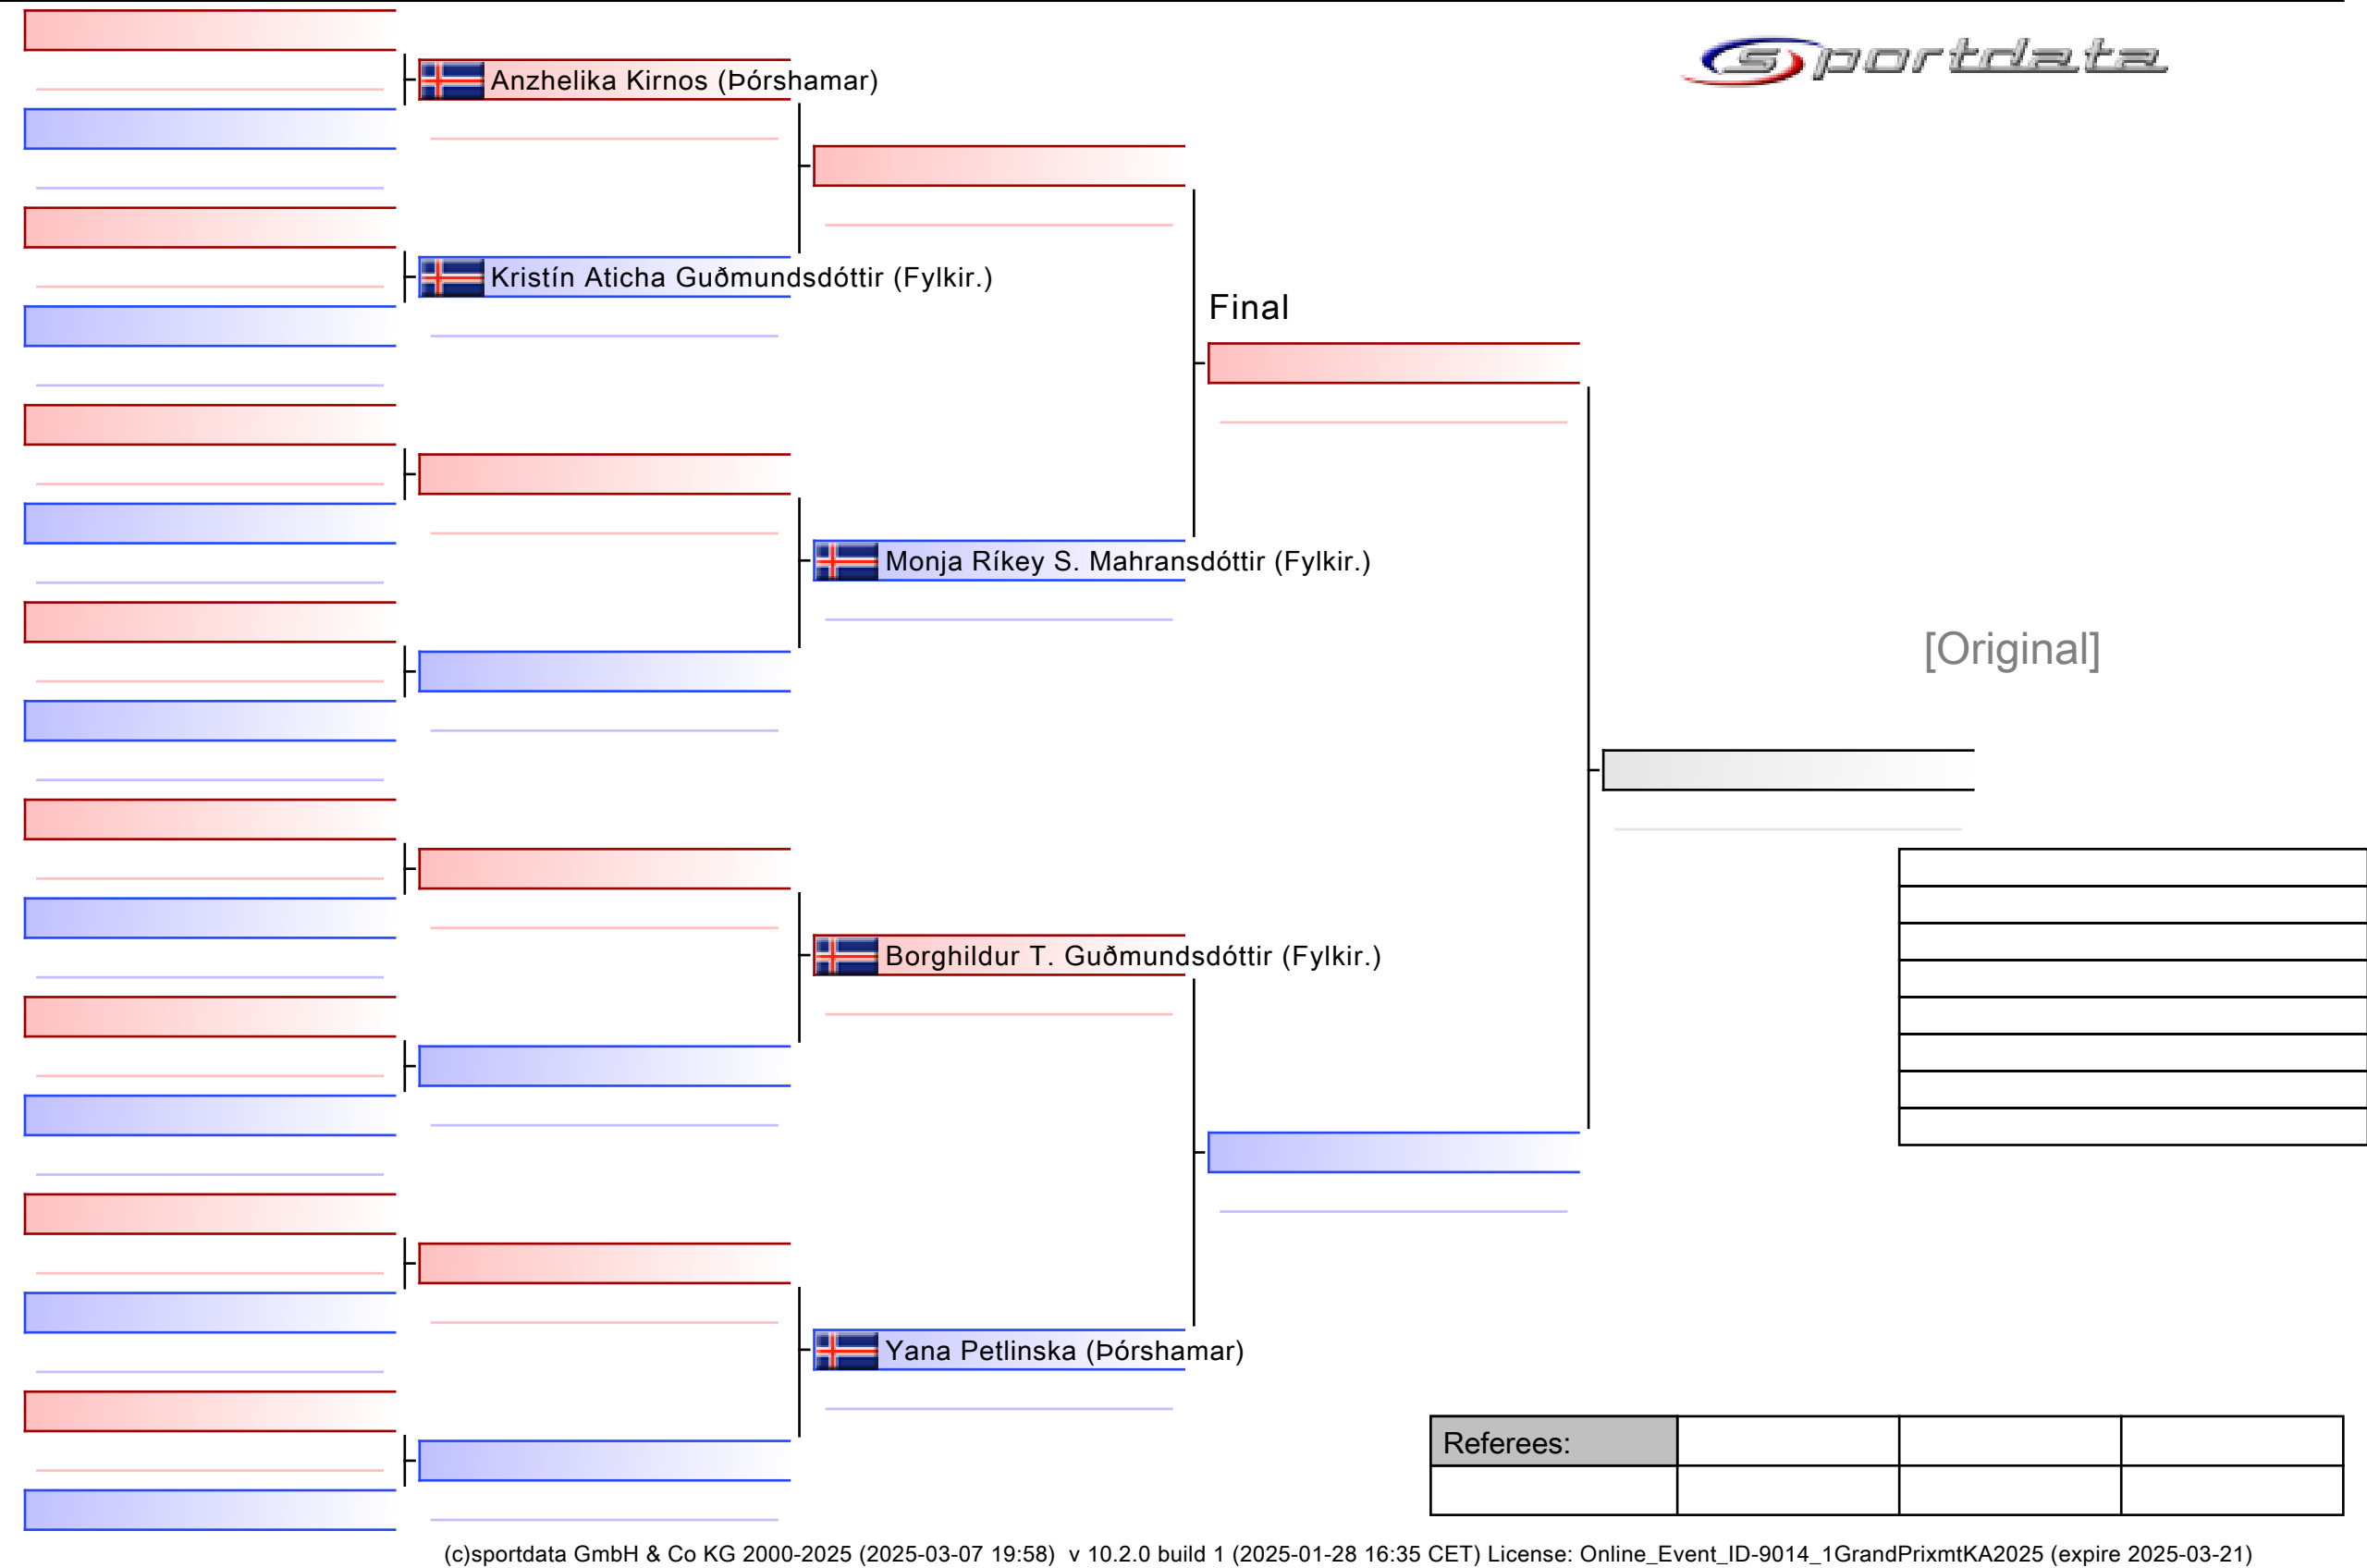 sportdata
Anzhelika Kirnos (Þórshamar)
Kristín Aticha Guðmundsdóttir (Fylkir.)
Final
Monja Ríkey S. Mahransdóttir (Fylkir.)
[Original]
Borghildur T. Guðmundsdóttir (Fylkir.)
Yana Petlinska (Þórshamar)
Referees:
(c)sportdata GmbH & Co KG 2000-2025 (2025-03-07 19:58)  v 10.2.0 build 1 (2025-01-28 16:35 CET) License: Online_Event_ID-9014_1GrandPrixmtKA2025 (expire 2025-03-21)